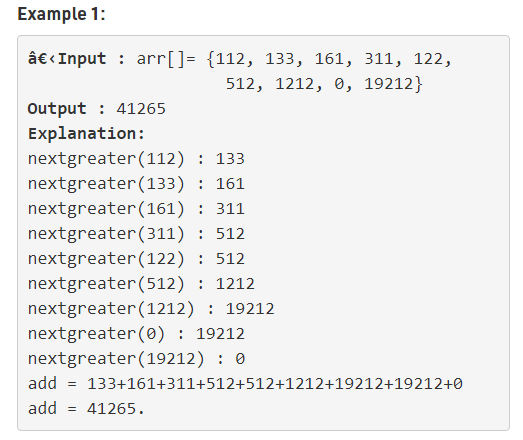 Example 1:
â€‹Input : arr[]= {112, 133, 161, 311, 122,
512, 1212, 0, 19212}
Output : 41265
Explanation:
nextgreater(112) : 133
nextgreater(133) : 161
nextgreater(161) : 311
nextgreater(311) : 512
nextgreater(122) : 512
nextgreater(512) : 1212
nextgreater(1212) : 19212
nextgreater(0) : 19212
nextgreater(19212) : 0
add = 133+161+311+512+512+1212+19212+19212+0
add = 41265.